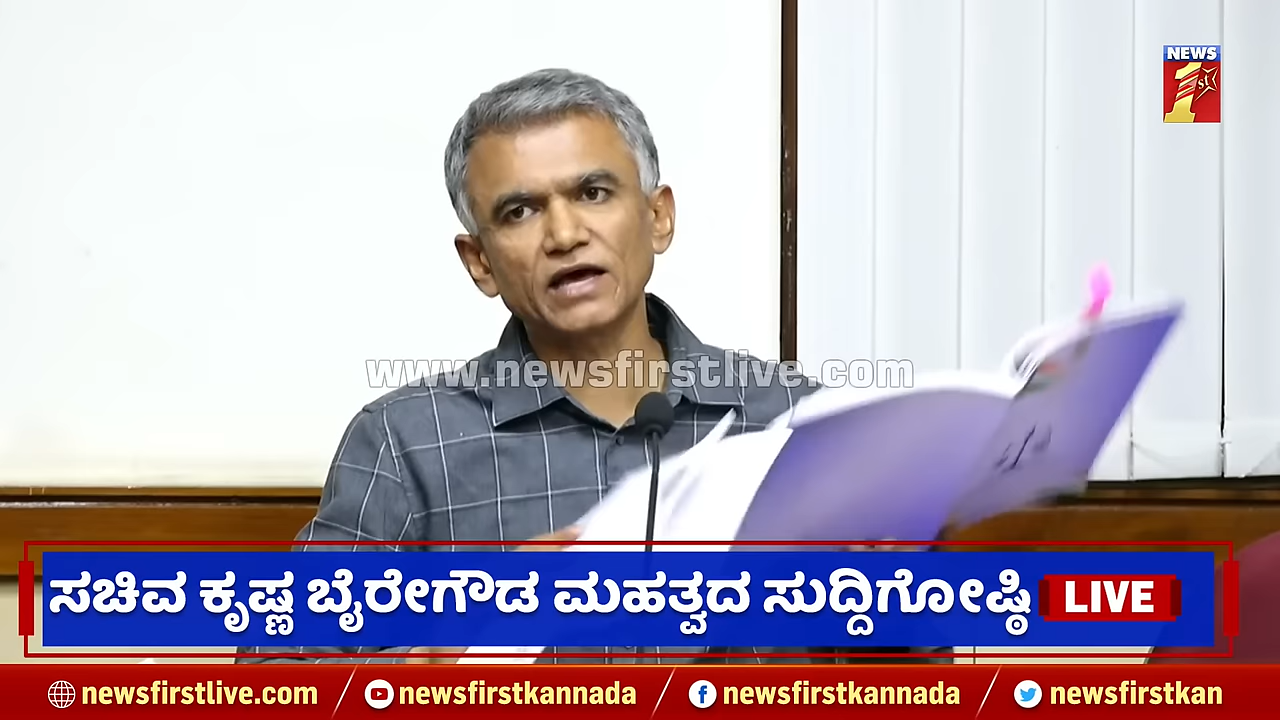 NEWS
1st
www.newsfirstlive.com
ಸಚಿವ ಕೃಷ್ಣ ಬೈರೇಗೌಡ ಮಹತ್ವದ ಸುದ್ದಿಗೋಷ್ಠಿ LIVE
newsfirstlive.com newsfirstkannada newsfirstkannada newsfirstkan